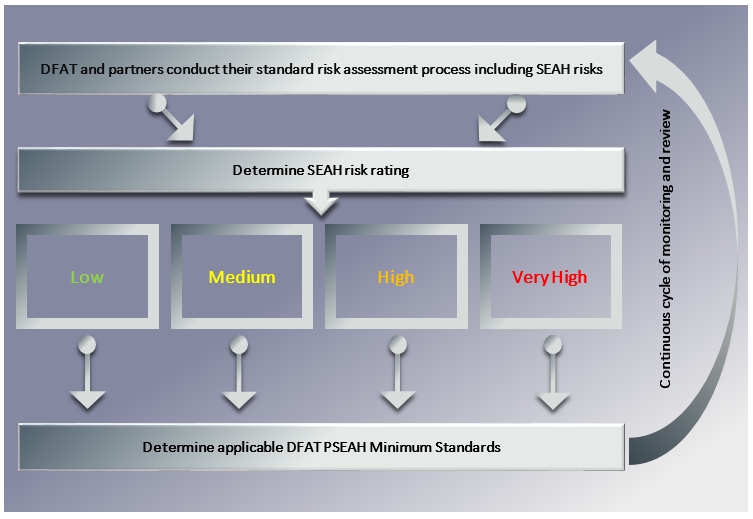 DFAT and partners conduct their standard risk assessment process including SEAH risks
Determine SEAH risk rating
Low
Medium
High
Very High
Determine applicable DFAT PSEAH Minimum Standards
Continuous cycle of monitoring and review